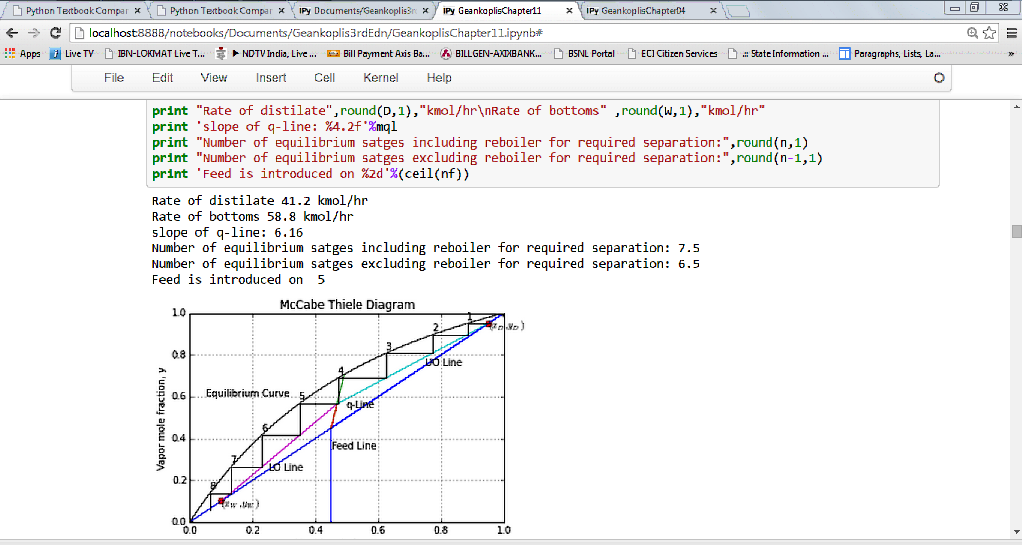 Python Textbook Compar
Python Textbook Compar
IPy Documents/Geankoplis3r
IPy GeankoplisChapter11
IPy GeankoplisChapter04
localhost:8888/notebooks/Documents/Geankoplis3rdEdn/GeankoplisChapter11.ipynb#
Apps Live TV IBN-LOKMAT Live T... NDTV India, Live ... Bill Payment Axis Ba... BILLGEN-AXIXBANK... BSNL Portal ECI Citizen Services .:: State Information ... Paragraphs, Lists, La... »
File Edit View Insert Cell Kernel Help
print "Rate of distilate",round(D,1),"kmol/hr\nRate of bottoms" ,round(W,1),"kmol/hr"
print 'slope of q-line: %4.2f'%mql
print "Number of equilibrium satges including reboiler for required separation:",round(n,1)
print "Number of equilibrium satges excluding reboiler for required separation:",round(n-1,1)
print 'Feed is introduced on %2d'%(ceil(nf))
Rate of distilate 41.2 kmol/hr
Rate of bottoms 58.8 kmol/hr
slope of q-line: 6.16
Number of equilibrium satges including reboiler for required separation: 7.5
Number of equilibrium satges excluding reboiler for required separation: 6.5
Feed is introduced on  5
McCabe Thiele Diagram
1.0
0.8
0.6
0.4
0.2
0.0
Vapor mole fraction, y
1
2
3
4
5
6
7
8
(xD,yD)
UO Line
Equilibrium Curve
q-Line
Feed Line
LO Line
(xW,yW)
0.0 0.2 0.4 0.6 0.8 1.0